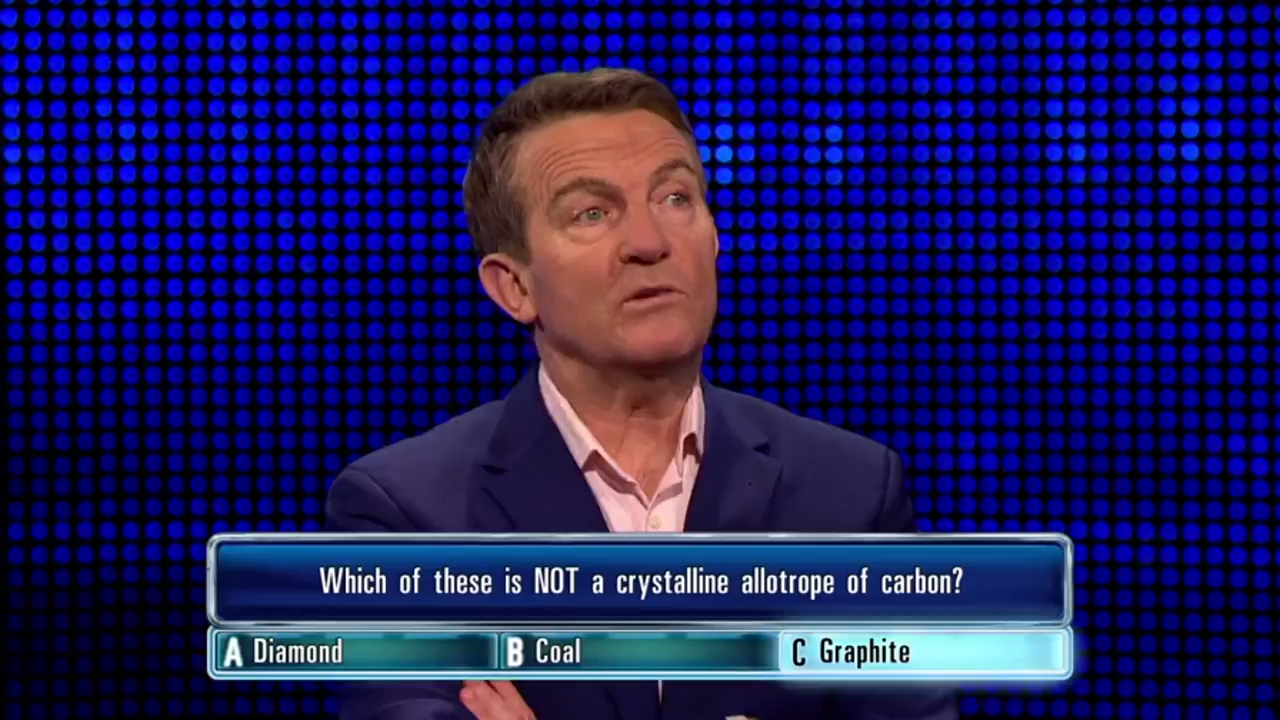 Which of these is NOT a crystalline allotrope of carbon?
A Diamond B Coal C Graphite